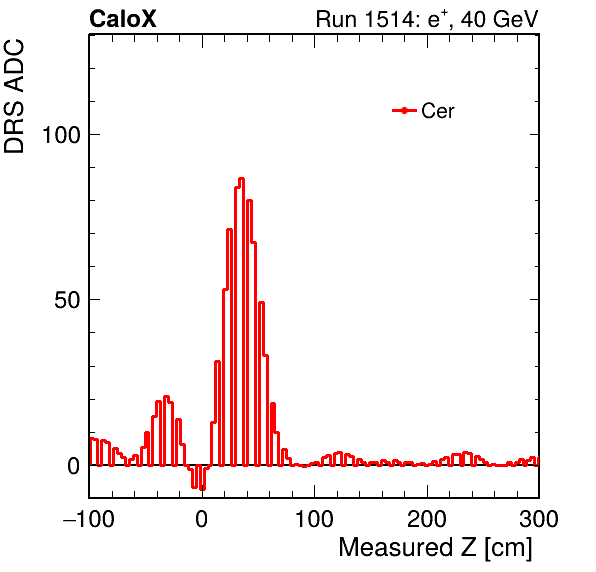 CaloX Run 1514: e⁺, 40 GeV
DRS ADC
Cer
100
50
0
−100 0 100 200 300
Measured Z [cm]